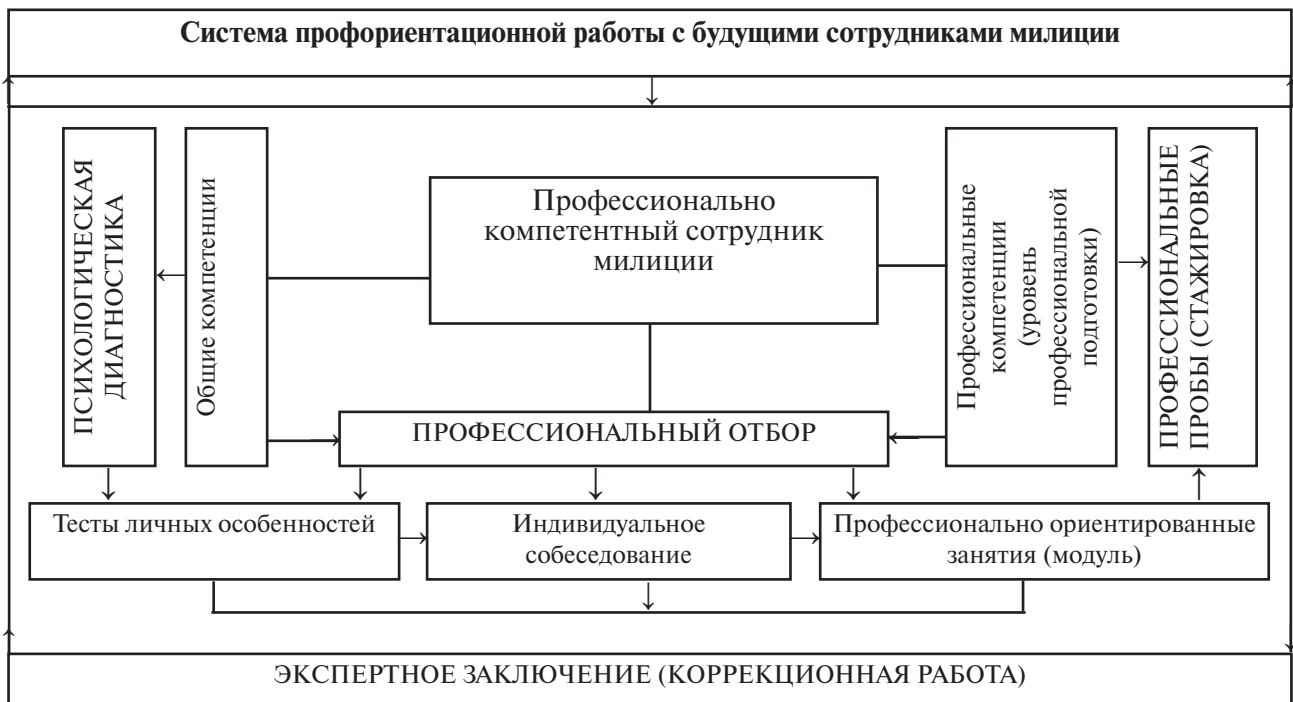 Система профориентационной работы с будущими сотрудниками милиции
ПСИХОЛОГИЧЕСКАЯ
ДИАГНОСТИКА
Общие компетенции
Профессионально
компетентный сотрудник
милиции
Профессиональные
компетенции
(уровень
профессиональной
подготовки)
ПРОФЕССИОНАЛЬНЫЕ
ПРОБЫ (СТАЖИРОВКА)
ПРОФЕССИОНАЛЬНЫЙ ОТБОР
Тесты личных особенностей
Индивидуальное
собеседование
Профессионально ориентированные
занятия (модуль)
ЭКСПЕРТНОЕ ЗАКЛЮЧЕНИЕ (КОРРЕКЦИОННАЯ РАБОТА)